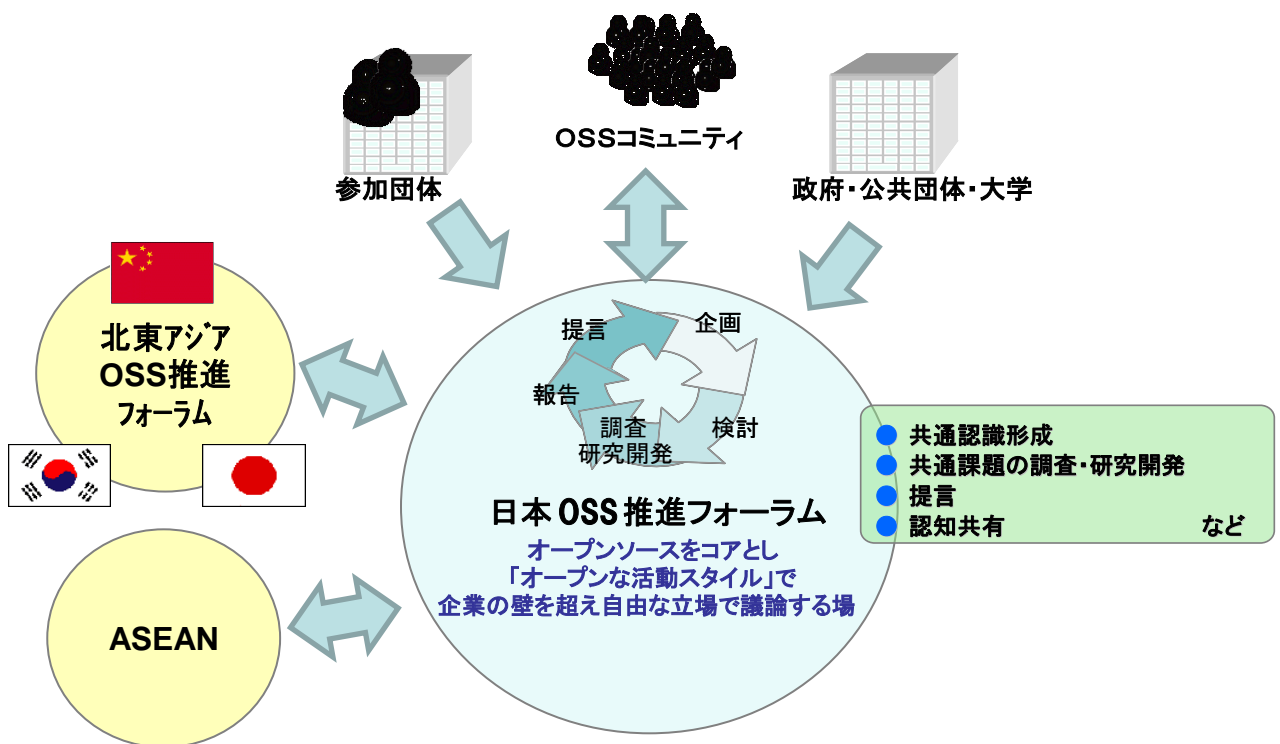 OSSコミュニティ
参加団体
政府・公共団体・大学
北東アジア
OSS推進
フォーラム
提言
企画
報告
検討
調査
研究開発
日本 OSS 推進フォーラム
オープンソースをコアとし
「オープンな活動スタイル」で
企業の壁を超え自由な立場で議論する場
● 共通認識形成
● 共通課題の調査・研究開発
● 提言
● 認知共有 など
ASEAN